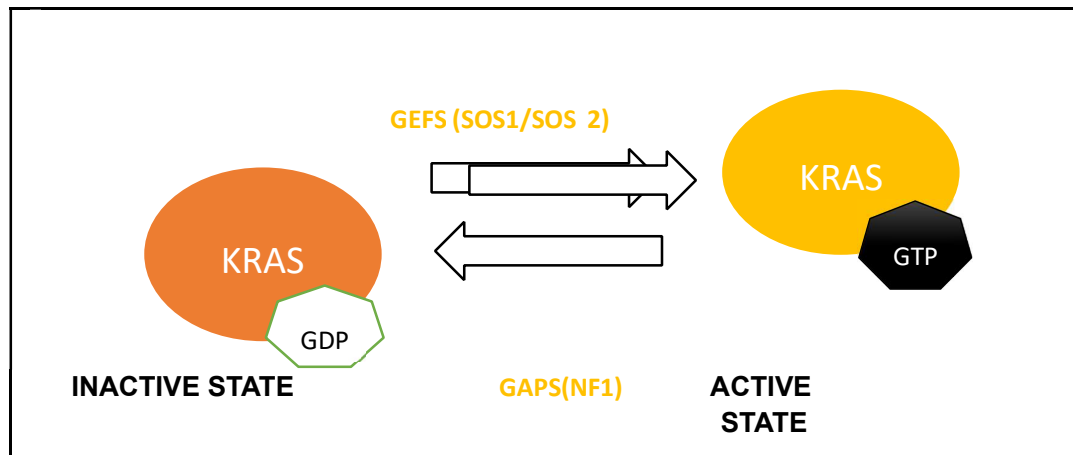 GEFS (SOS1/SOS 2)
KRAS
GTP
KRAS
GDP
INACTIVE STATE
GAPS(NF1)
ACTIVE
STATE